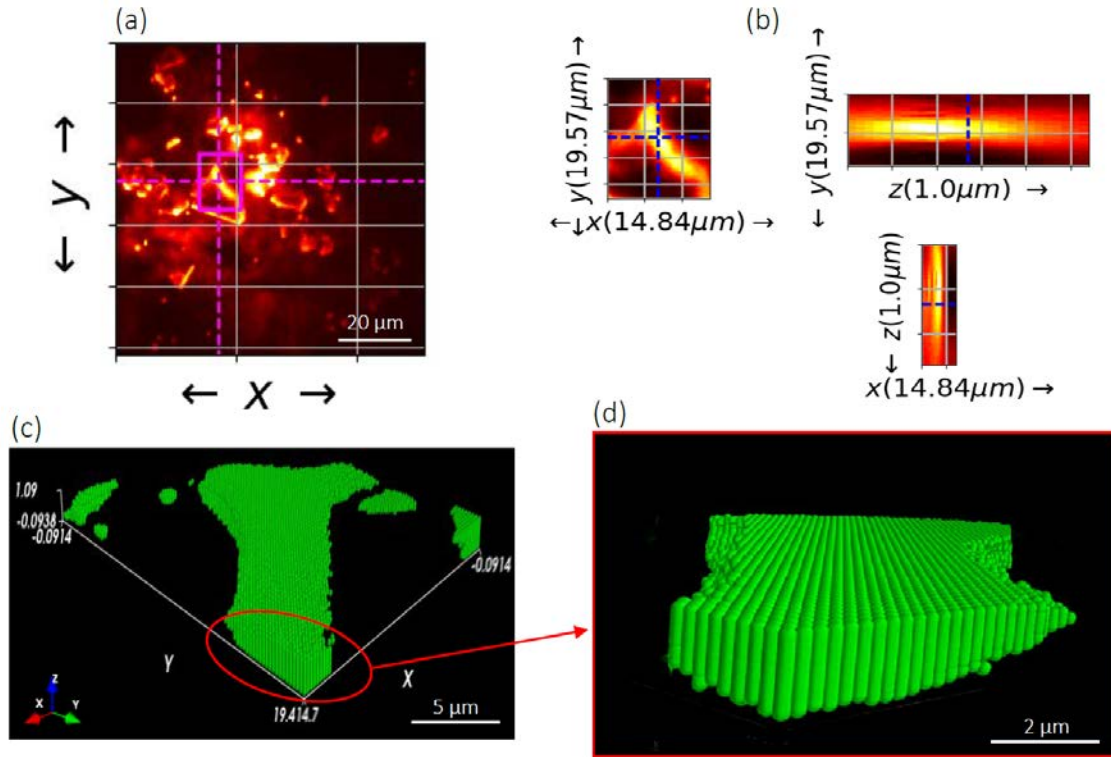 (a)
(b)
← y →
20 µm
← x →
← y(19.57µm) →
← x(14.84µm) →
← y(19.57µm) →
z(1.0µm) →
← z(1.0µm)
x(14.84µm) →
(c)
(d)
1.09
-0.0938
-0.0914
-0.0914
Y
X
19.414.7
Z
X
Y
5 µm
2 µm